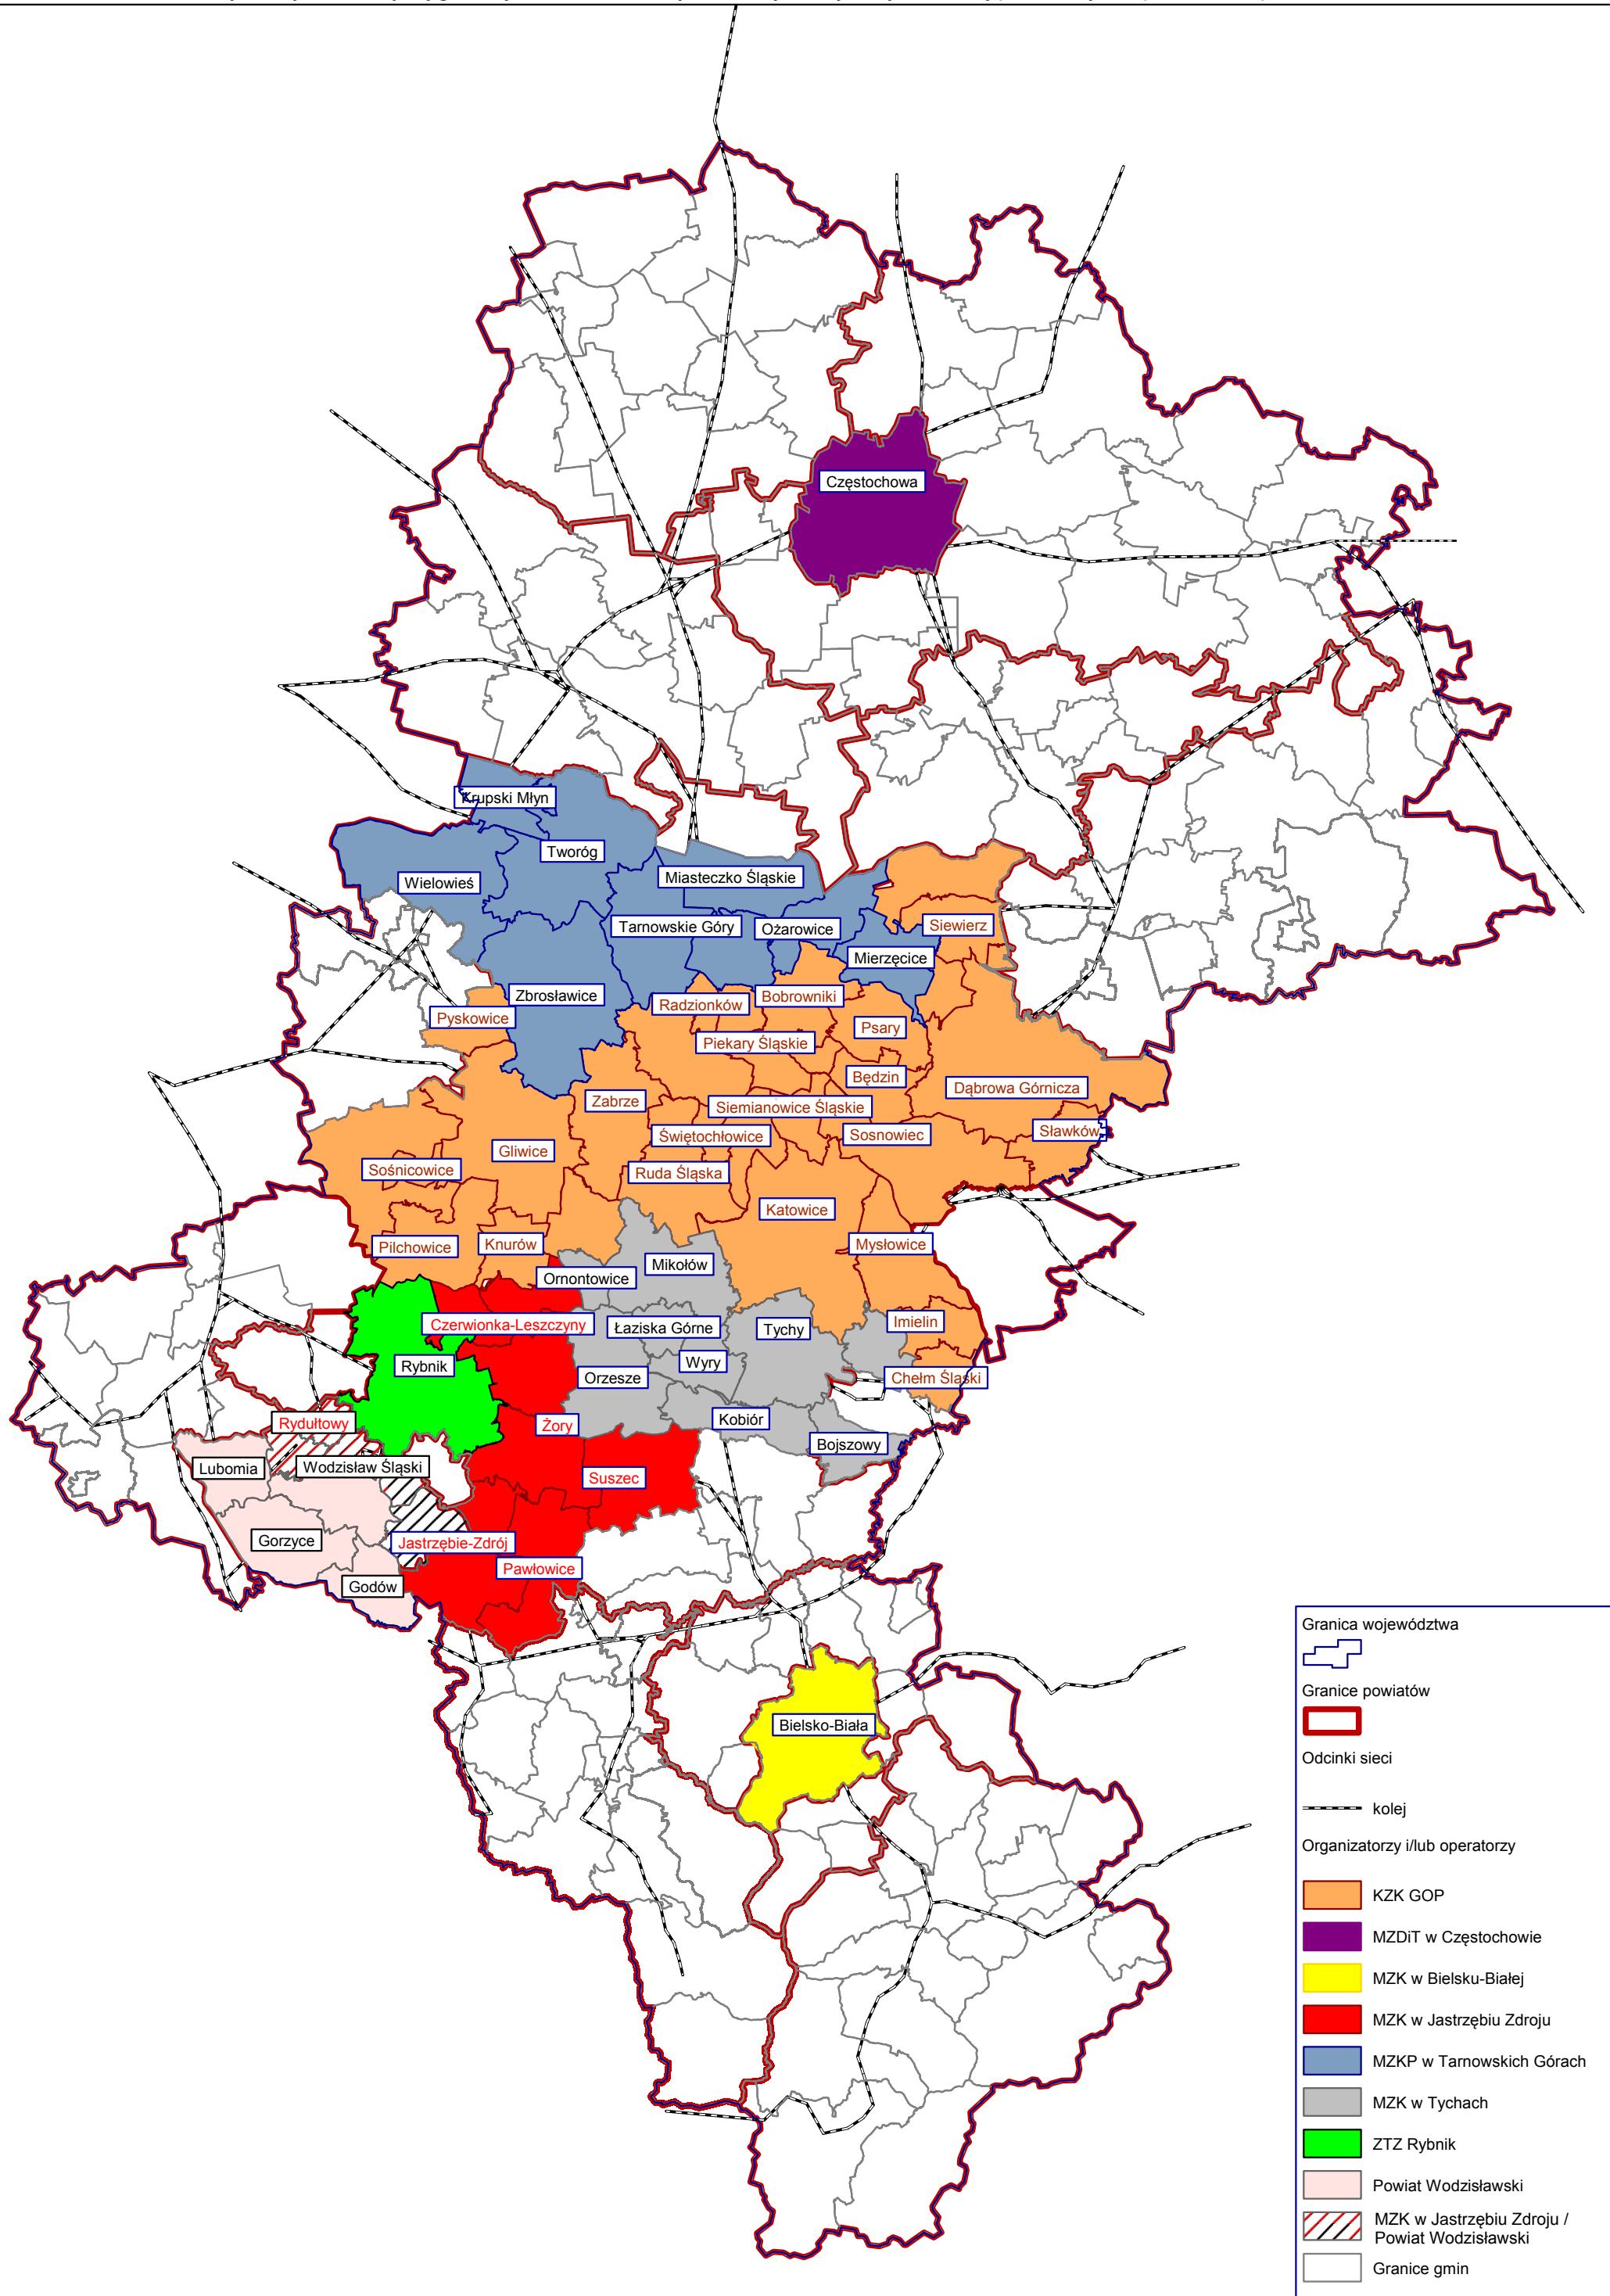 Częstochowa
Krupski Młyn
Tworóg
Miasteczko Śląskie
Wielowieś
Tarnowskie Góry
Ożarowice
Siewierz
Mierzęcice
Zbrosławice
Bobrowniki
Radzionków
Pyskowice
Psary
Piekary Śląskie
Będzin
Dąbrowa Górnicza
Zabrze
Siemianowice Śląskie
Sławków
Świętochłowice
Sosnowiec
Gliwice
Sośnicowice
Ruda Śląska
Katowice
Pilchowice
Knurów
Mysłowice
Mikołów
Ornontowice
Imielin
Czerwionka-Leszczyny
Łaziska Górne
Tychy
Rybnik
Wyry
Orzesze
Chełm Śląski
Rydułtowy
Żory
Kobiór
Bojszowy
Lubomia
Wodzisław Śląski
Suszec
Gorzyce
Jastrzębie-Zdrój
Pawłowice
Godów
Bielsko-Biała
Granica województwa
Granice powiatów
Odcinki sieci
kolej
Organizatorzy i/lub operatorzy
KZK GOP
MZDiT w Częstochowie
MZK w Bielsku-Białej
MZK w Jastrzębiu Zdroju
MZKP w Tarnowskich Górach
MZK w Tychach
ZTZ Rybnik
Powiat Wodzisławski
MZK w Jastrzębiu Zdroju /
Powiat Wodzisławski
Granice gmin